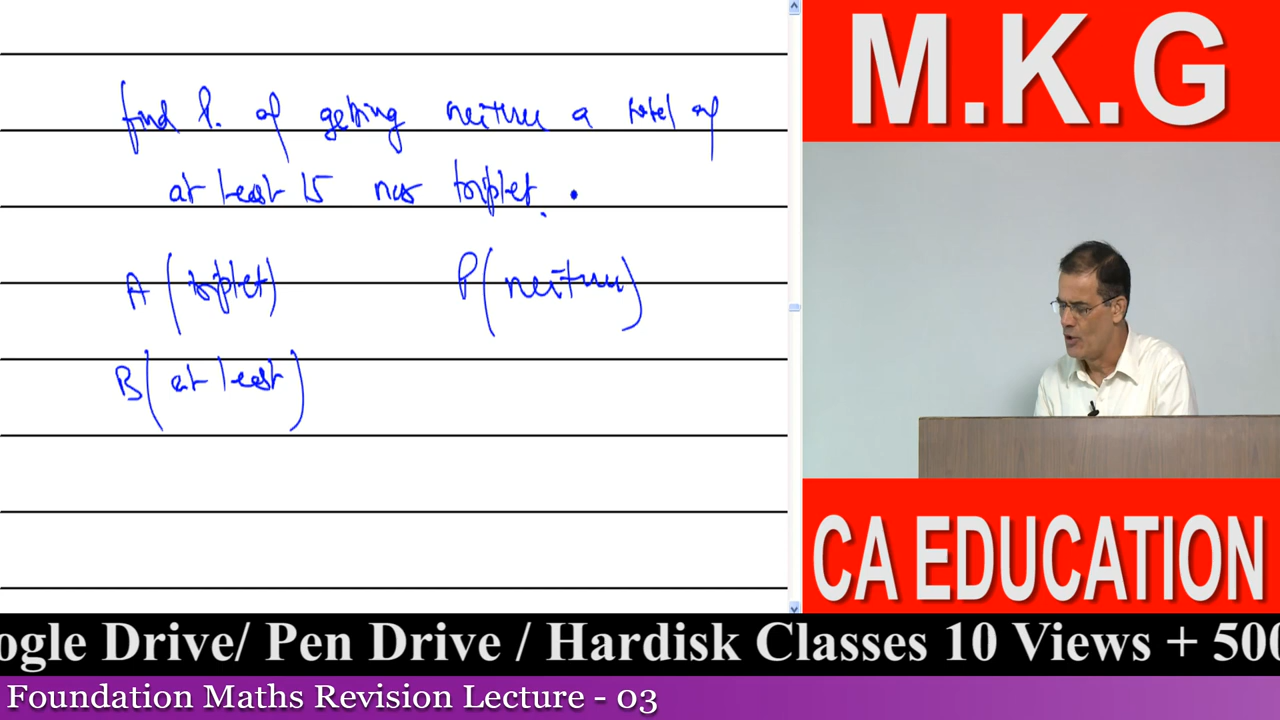 find P. of getting neither a total of
at least 15 nor triplet.
A (triplet)
P(neither)
B (at least)
M.K.G
CA EDUCATION
ogle Drive/ Pen Drive / Hardisk Classes 10 Views + 500
Foundation Maths Revision Lecture - 03